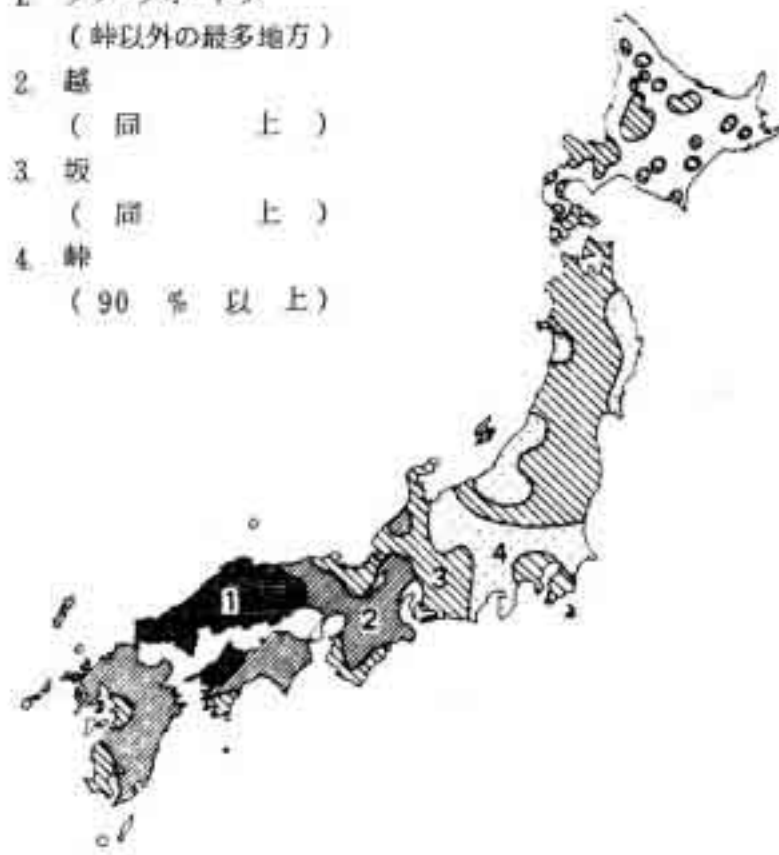 (峠以外の最多地方)
2. 越
( 同 上 )
3. 坂
( 同 上 )
4. 峠
( 90 % 以 上 )
1
2
3
4